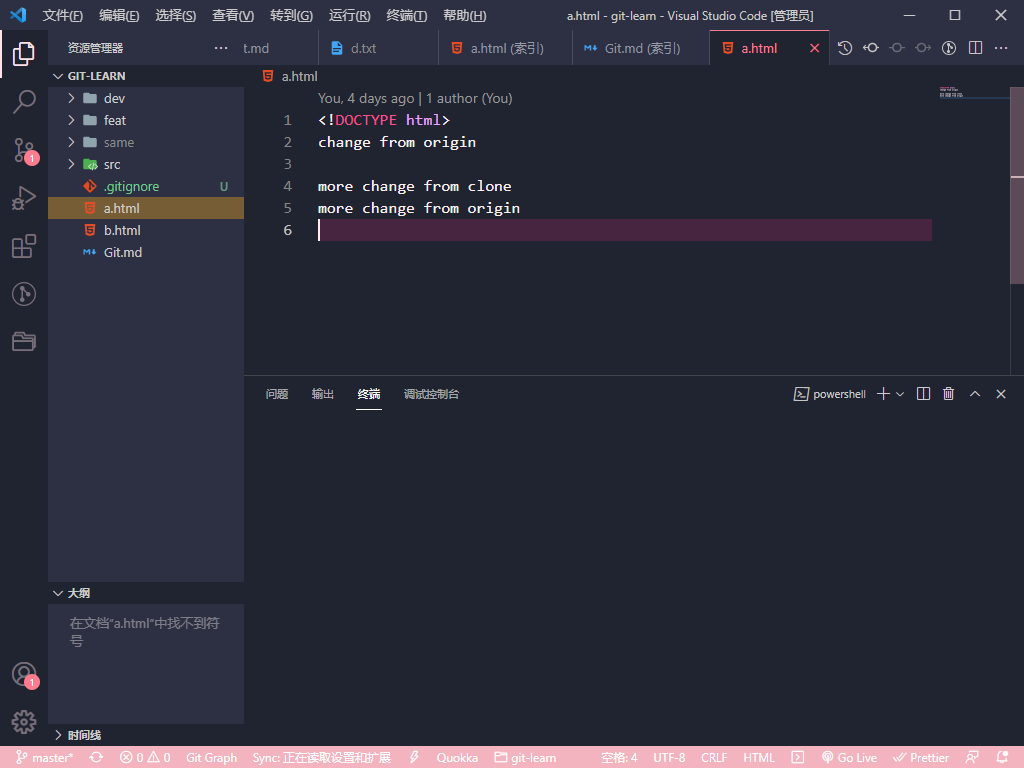 文件(F) 编辑(E) 选择(S) 查看(V) 转到(G) 运行(R) 终端(T) 帮助(H) a.html - git-learn - Visual Studio Code [管理员]
资源管理器 ··· t.md d.txt a.html (索引) Git.md (索引) a.html
GIT-LEARN
a.html
dev
feat
same
src
.gitignore U
a.html
b.html
Git.md
You, 4 days ago | 1 author (You)
1 <!DOCTYPE html>
2 change from origin
3
4 more change from clone
5 more change from origin
6
1
问题 输出 终端 调试控制台 powershell
大纲
在文档"a.html"中找不到符
号
1
时间线
master* 0 0 Git Graph Sync: 正在读取设置和扩展 Quokka git-learn 空格: 4 UTF-8 CRLF HTML Go Live Prettier